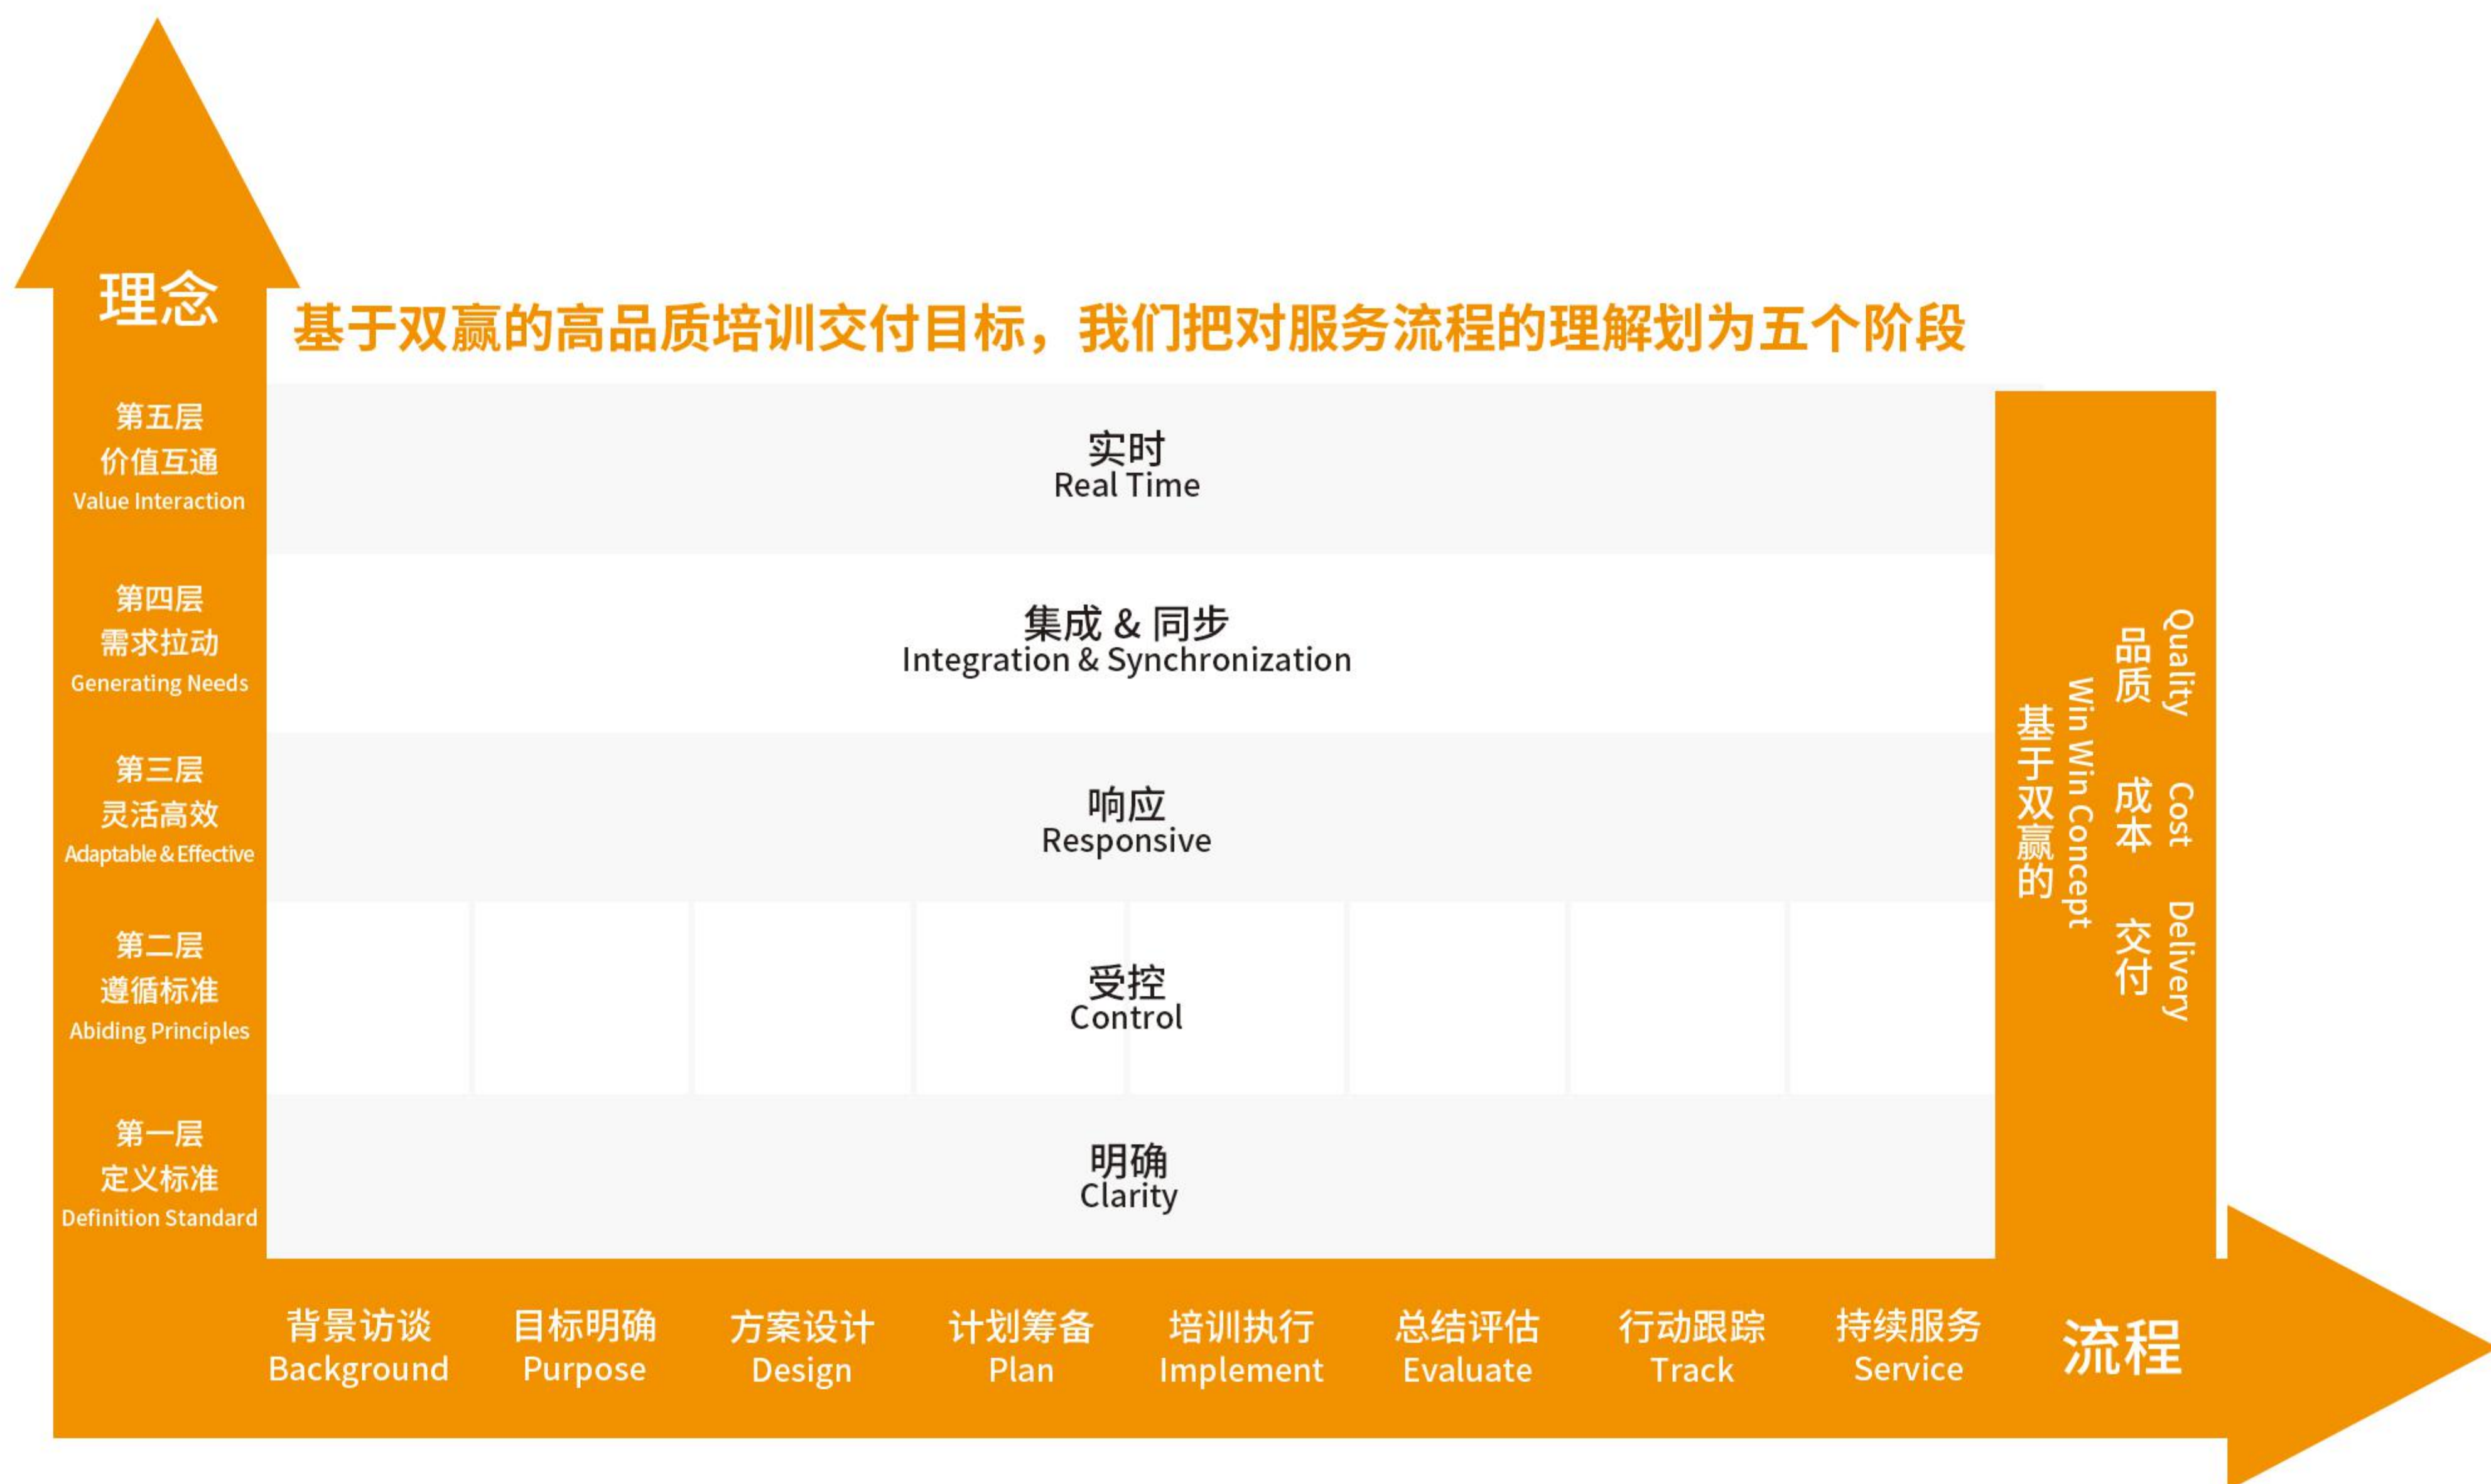 理念
基于双赢的高品质培训交付目标，我们把对服务流程的理解划为五个阶段
第五层
价值互通
Value Interaction
实时
Real Time
第四层
需求拉动
Generating Needs
集成 & 同步
Integration & Synchronization
第三层
灵活高效
Adaptable & Effective
响应
Responsive
第二层
遵循标准
Abiding Principles
受控
Control
第一层
定义标准
Definition Standard
明确
Clarity
基于双赢的
Win Win Concept
品质 成本 交付
Quality Cost Delivery
背景访谈
Background
目标明确
Purpose
方案设计
Design
计划筹备
Plan
培训执行
Implement
总结评估
Evaluate
行动跟踪
Track
持续服务
Service
流程